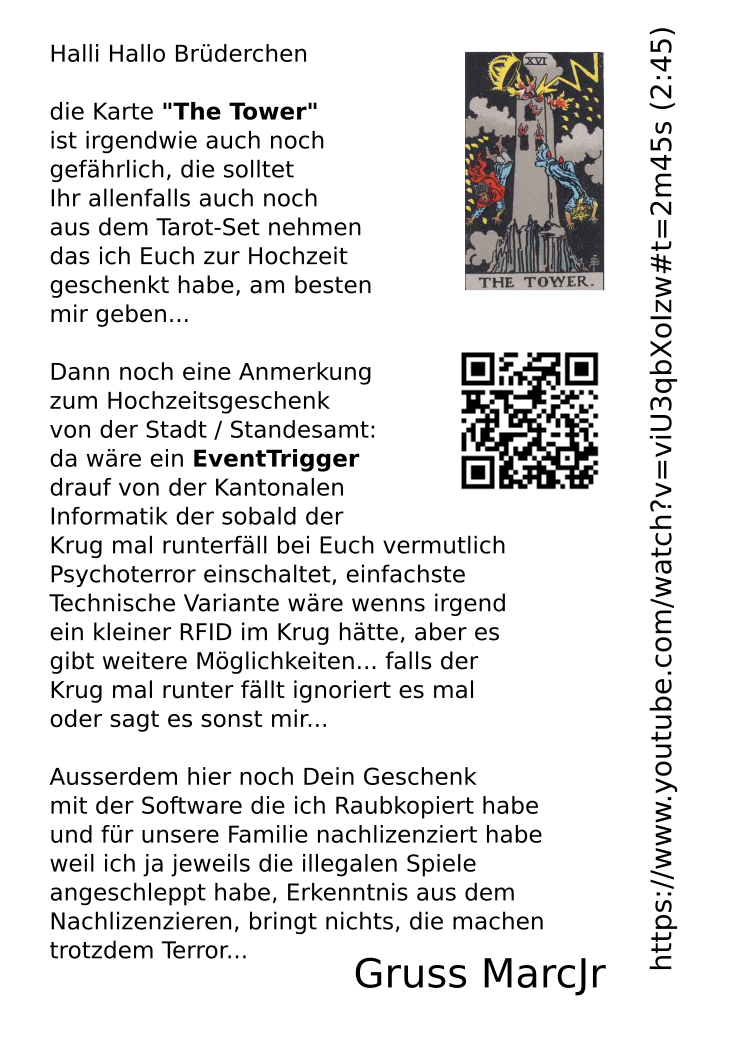 Halli Hallo Brüderchen
die Karte "The Tower"
ist irgendwie auch noch
gefährlich, die solltet
Ihr allenfalls auch noch
aus dem Tarot-Set nehmen
das ich Euch zur Hochzeit
geschenkt habe, am besten
mir geben...
XVI
THE TOWER.
Dann noch eine Anmerkung
zum Hochzeitsgeschenk
von der Stadt / Standesamt:
da wäre ein EventTrigger
drauf von der Kantonalen
Informatik der sobald der
Krug mal runterfäll bei Euch vermutlich
Psychoterror einschaltet, einfachste
Technische Variante wäre wenns irgend
ein kleiner RFID im Krug hätte, aber es
gibt weitere Möglichkeiten... falls der
Krug mal runter fällt ignoriert es mal
oder sagt es sonst mir...
Ausserdem hier noch Dein Geschenk
mit der Software die ich Raubkopiert habe
und für unsere Familie nachlizenziert habe
weil ich ja jeweils die illegalen Spiele
angeschleppt habe, Erkenntnis aus dem
Nachlizenzieren, bringt nichts, die machen
trotzdem Terror...
Gruss MarcJr
https://www.youtube.com/watch?v=viU3qbXoIzw#t=2m45s (2:45)